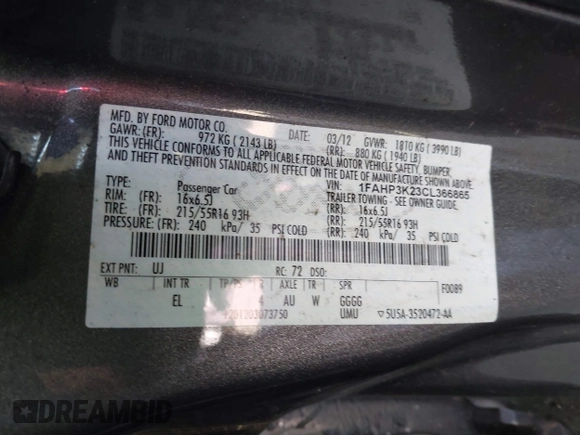 MFD. BY FORD MOTOR CO.
DATE: 03/12 GVWR: 1810 KG ( 3990 LB)
GAWR:(FR): 972 KG ( 2143 LB) (RR): 880 KG ( 1940 LB)
THIS VEHICLE CONFORMS TO ALL APPLICABLE FEDERAL MOTOR VEHICLE SAFETY, BUMPER,
AND THEFT PREVENTION STANDARDS IN EFFECT ON THE DATE OF MANUFACTURE SHOWN ABOVE.
VIN: 1FAHP3K23CL366865
TYPE: Passenger Car TRAILER TOWING - SEE OWNER GUIDE.
RIM: (FR): 16x6.5J (RR): 16x6.5J
TIRE: (FR): 215/55R16 93H (RR): 215/55R16 93H
PRESSURE: (FR): 240 kPa/ 35 PSI COLD (RR): 240 kPa/ 35 PSI COLD
EXT PNT: UJ RC: 72 DSO: F0089
WB INT TR TP/PS R AXLE TR SPR
EL 4 AU W GGGG
UMU ▽5U5A-3520472-AA
DREAMBID